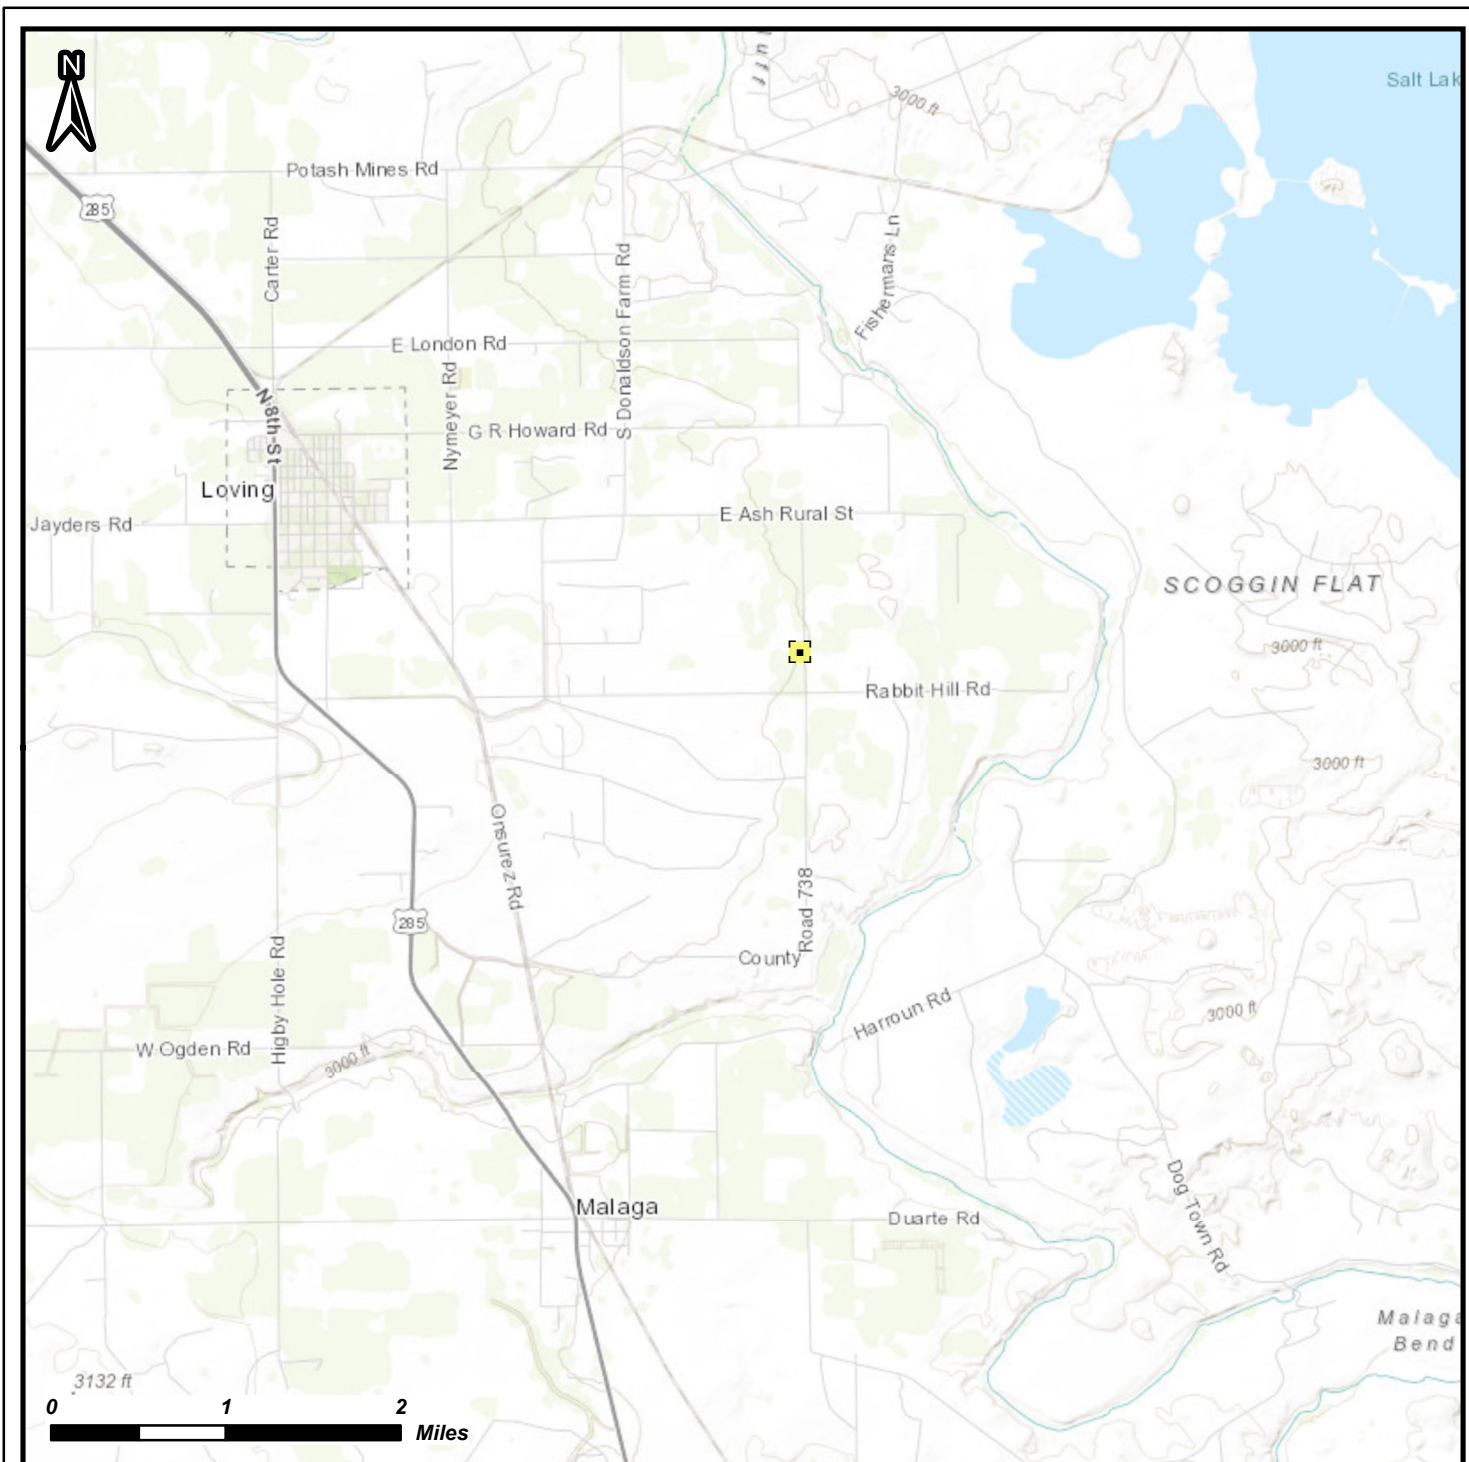 N
uff
3000 ft
Salt Lak
Potash Mines Rd
285
Carter Rd
Fishermans Ln
S Donaldson Farm Rd
E London Rd
Nymeyer Rd
N 8th St
G R Howard Rd
Loving
E Ash Rural St
Jayders Rd
SCOGGIN FLAT
3000 ft
Rabbit Hill Rd
3000 ft
Onsurez Rd
285
County Road 738
Higby Hole Rd
Harroun Rd
3000 ft
W Ogden Rd
3000 ft
Malaga
Duarte Rd
Dog Town Rd
Malaga
Bend
3132 ft
0 1 2
Miles